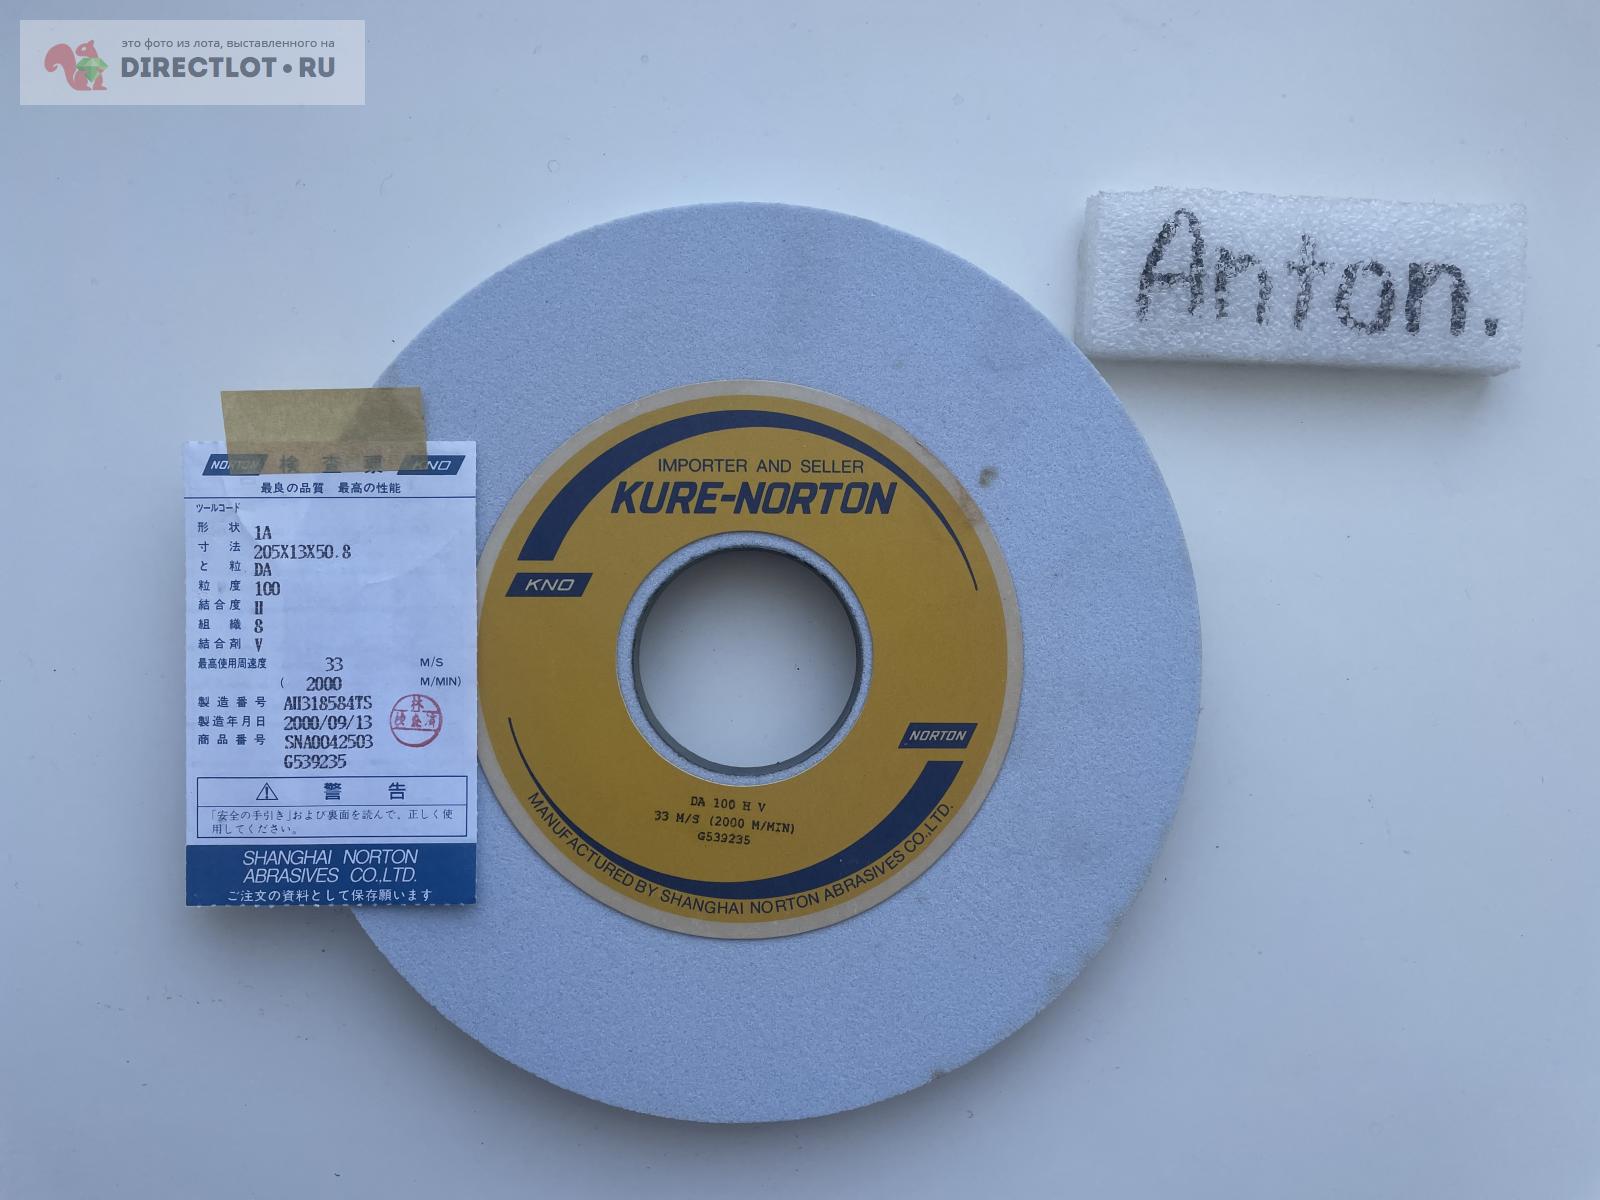 это фото из лота, выставленного на
DIRECTLOT.RU
Anton.
IMPORTER AND SELLER
KURE-NORTON
KNO
NORTON
DA 100 H V
33 M/S (2000 M/MIN)
G539235
MANUFACTURED BY SHANGHAI NORTON ABRASIVES CO.,LTD.
NORTON 検査票 KNO
最良の品質 最高の性能
ツールコード
形状 1A
寸法 205X13X50.8
と粒 DA
粒度 100
結合度 H
組織 8
結合剤 V
最高使用周速度 33 M/S
( 2000 M/MIN)
製造番号 AH318584TS
製造年月日 2000/09/13
商品番号 SNA0042503
G539235
林
検査済
⚠ 警告
「安全の手引き」および裏面を読んで、正しく使
用してください。
SHANGHAI NORTON
ABRASIVES CO.,LTD.
ご注文の資料として保存願います